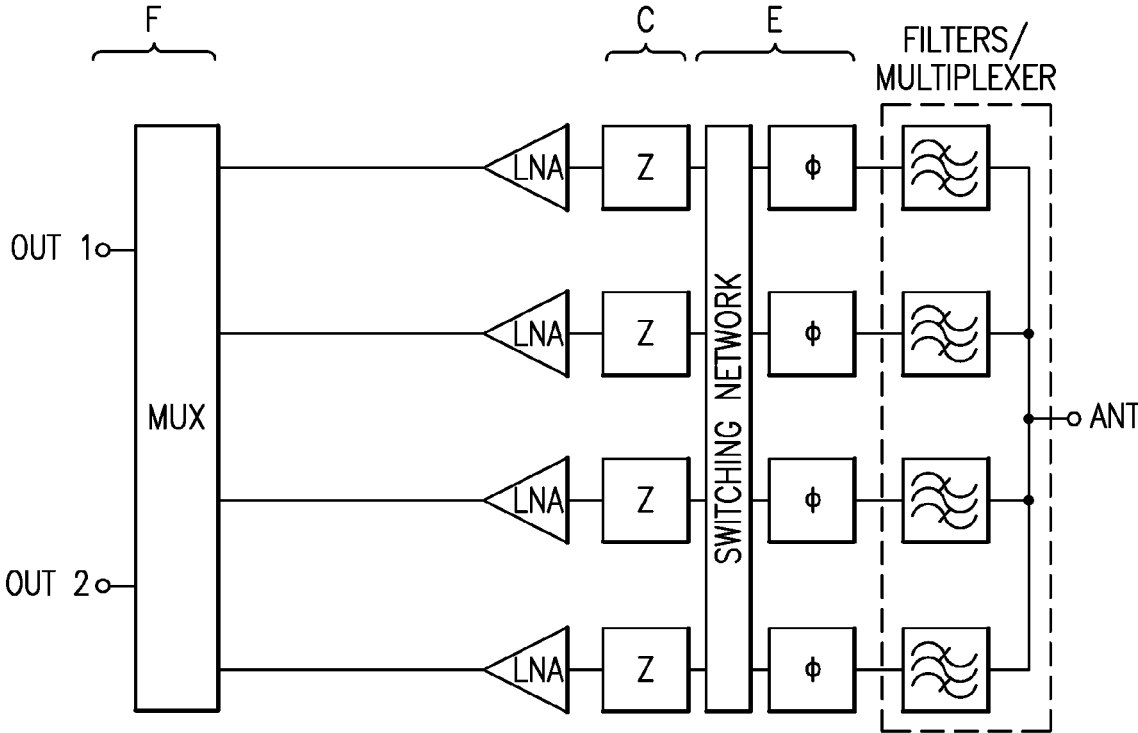 F
C
E
FILTERS/
MULTIPLEXER
LNA
Z
ϕ
OUT 1
LNA
Z
ϕ
MUX
SWITCHING NETWORK
ANT
LNA
Z
ϕ
OUT 2
LNA
Z
ϕ